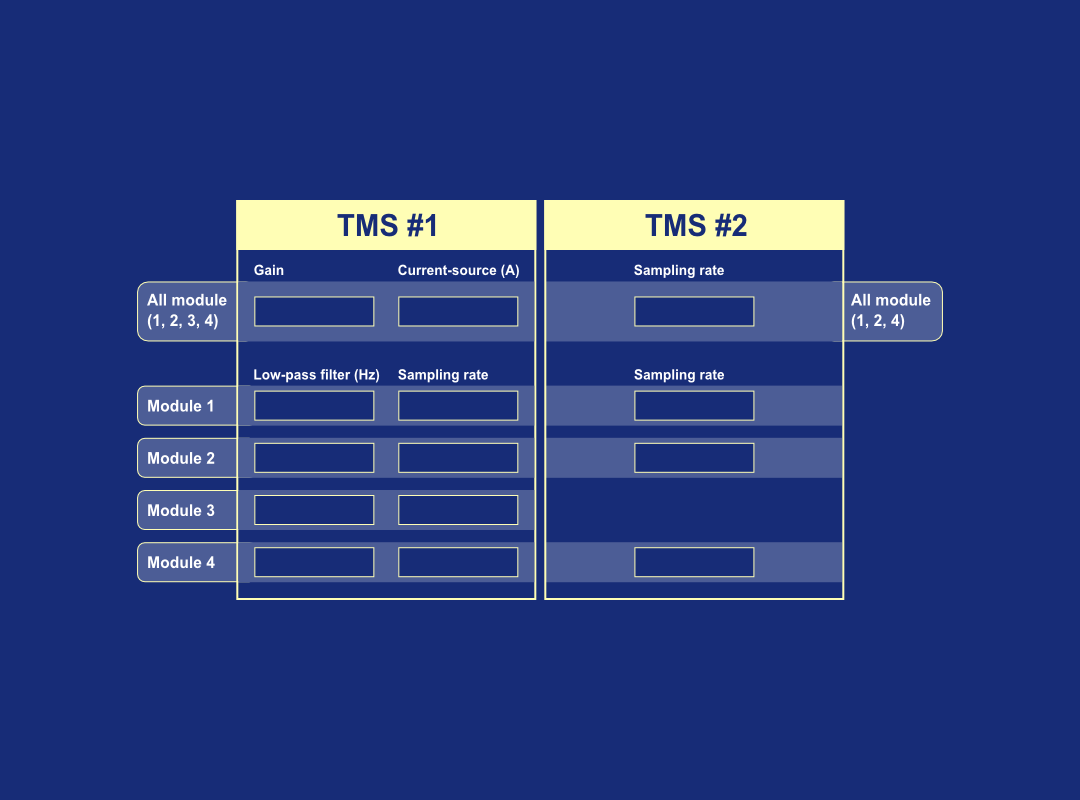 TMS #1
TMS #2
Gain
Current-source (A)
Sampling rate
All module
(1, 2, 3, 4)
All module
(1, 2, 4)
Low-pass filter (Hz)
Sampling rate
Sampling rate
Module 1
Module 2
Module 3
Module 4